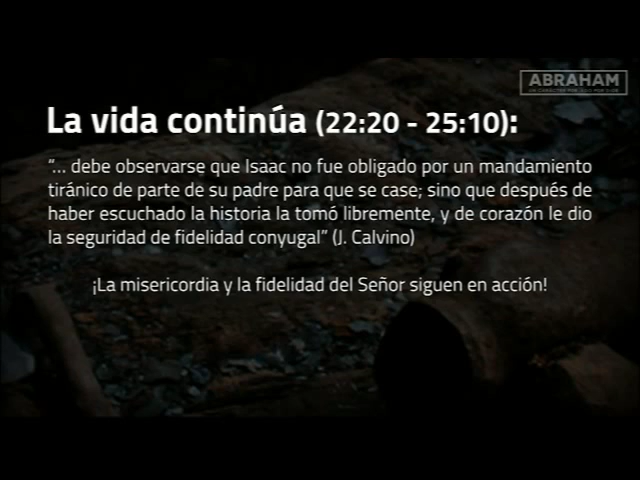 ABRAHAM
La vida continúa (22:20 - 25:10):
“... debe observarse que Isaac no fue obligado por un mandamiento
tiránico de parte de su padre para que se case; sino que después de
haber escuchado la historia la tomó libremente, y de corazón le dio
la seguridad de fidelidad conyugal” (J. Calvino)
¡La misericordia y la fidelidad del Señor siguen en acción!